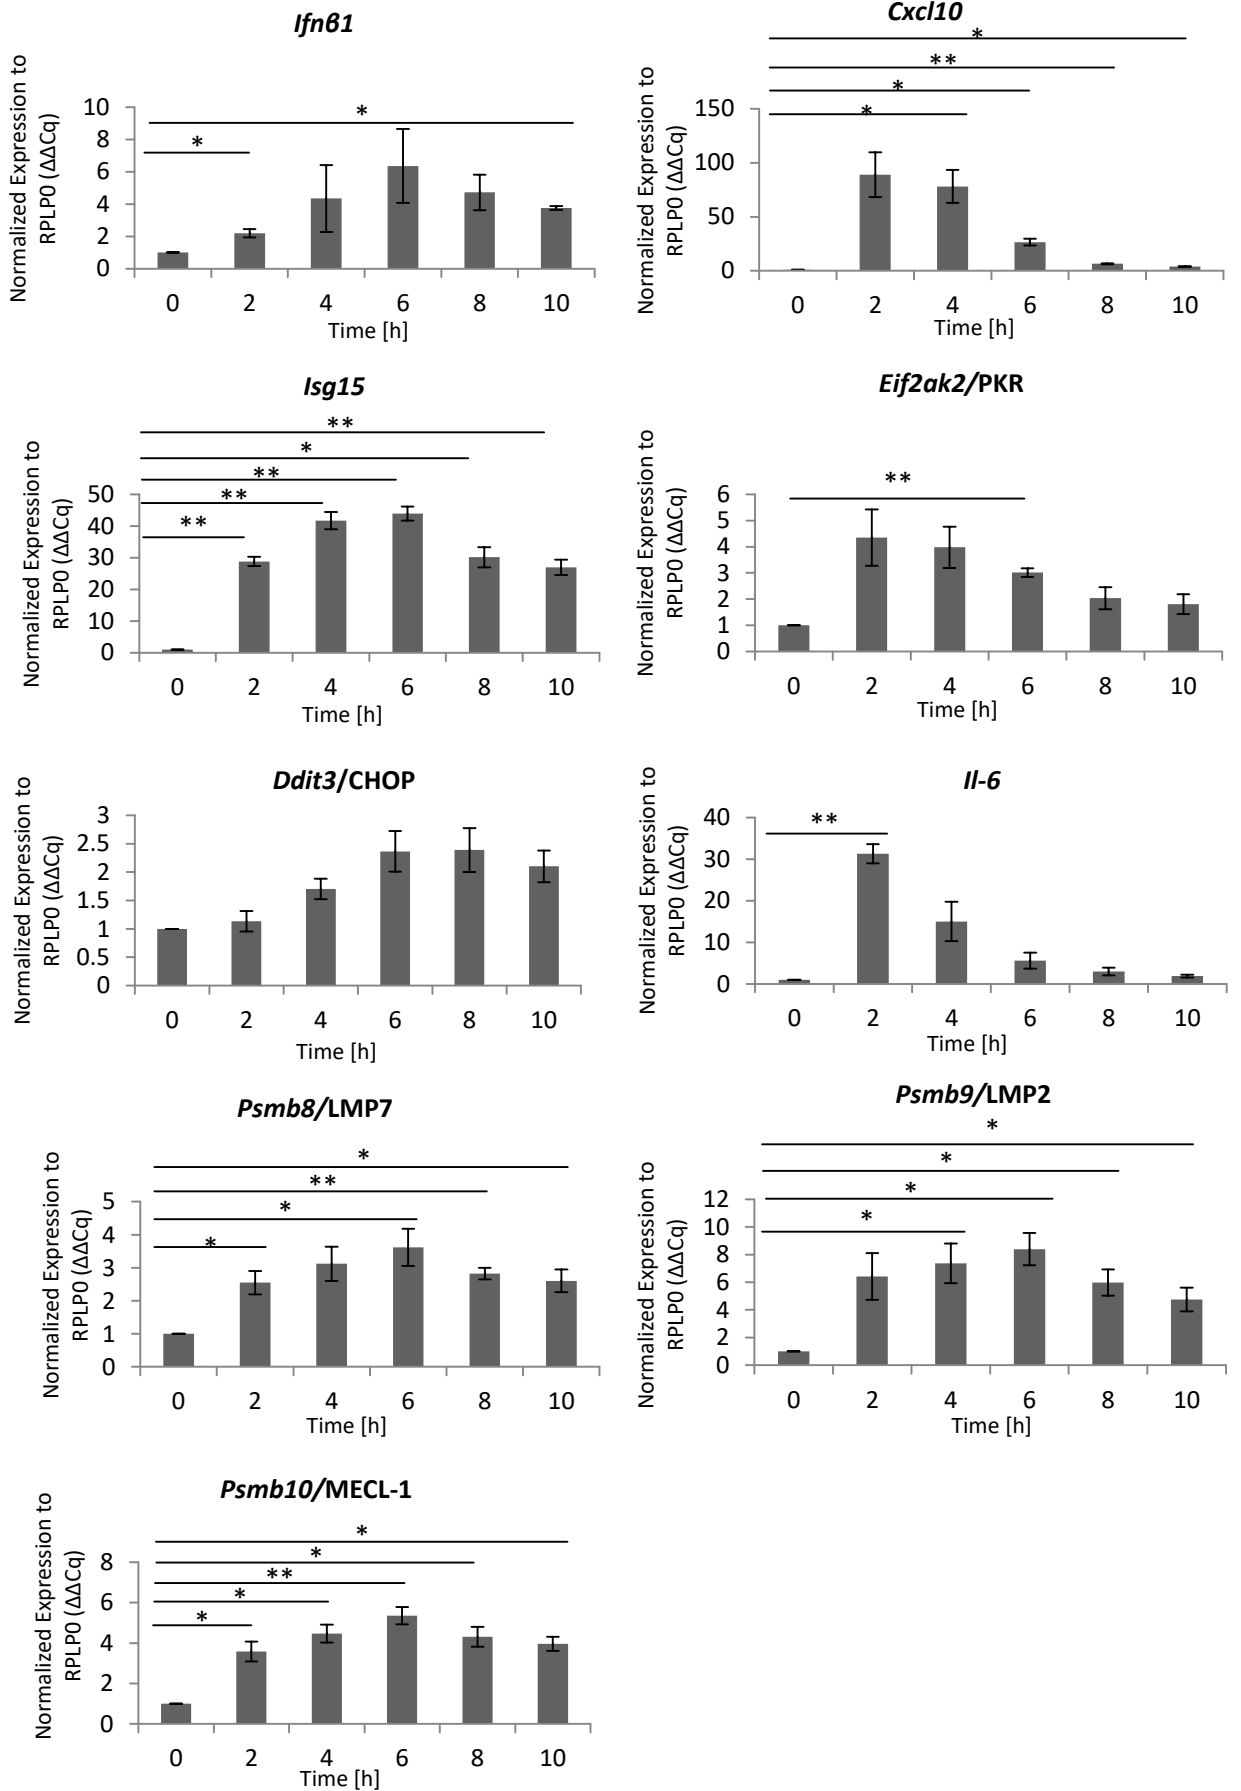 Ifnβ1
*
*
Normalized Expression to
RPLP0 (ΔΔCq)
10
8
6
4
2
0
0 2 4 6 8 10
Time [h]
Cxcl10
*
**
*
*
Normalized Expression to
RPLP0 (ΔΔCq)
150
100
50
0
0 2 4 6 8 10
Time [h]
Isg15
**
*
**
**
**
Normalized Expression to
RPLP0 (ΔΔCq)
50
40
30
20
10
0
0 2 4 6 8 10
Time [h]
Eif2ak2/PKR
**
Normalized Expression to
RPLP0 (ΔΔCq)
6
5
4
3
2
1
0
0 2 4 6 8 10
Time [h]
Ddit3/CHOP
Normalized Expression to
RPLP0 (ΔΔCq)
3
2.5
2
1.5
1
0.5
0
0 2 4 6 8 10
Time [h]
Il-6
**
Normalized Expression to
RPLP0 (ΔΔCq)
40
30
20
10
0
0 2 4 6 8 10
Time [h]
Psmb8/LMP7
*
**
*
*
Normalized Expression to
RPLP0 (ΔΔCq)
5
4
3
2
1
0
0 2 4 6 8 10
Time [h]
Psmb9/LMP2
*
*
*
*
Normalized Expression to
RPLP0 (ΔΔCq)
12
10
8
6
4
2
0
0 2 4 6 8 10
Time [h]
Psmb10/MECL-1
*
*
**
*
*
Normalized Expression to
RPLP0 (ΔΔCq)
8
6
4
2
0
0 2 4 6 8 10
Time [h]